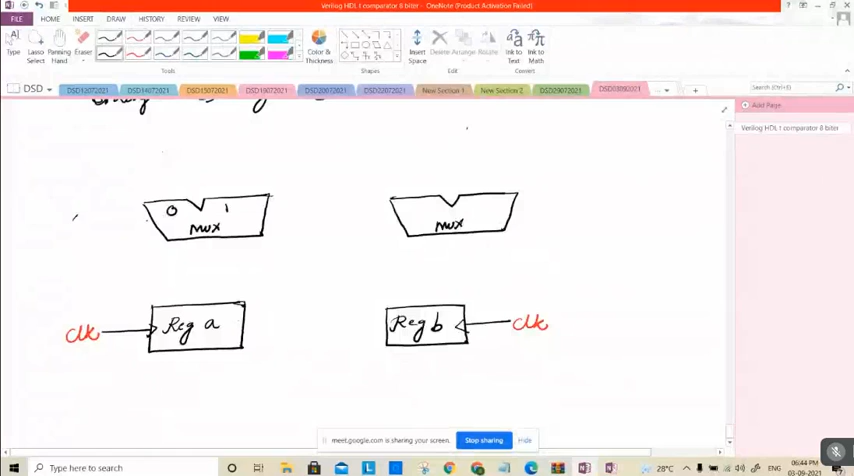 Verilog HDL t comparator 8 biter - OneNote (Product Activation Failed)
FILE HOME INSERT DRAW HISTORY REVIEW VIEW
Type Lasso Select Panning Hand Eraser Color & Thickness Insert Space Delete Arrange Rotate Ink to Text Ink to Math
Tools Shapes Edit Convert
DSD DSD12072021 DSD14072021 DSD15072021 DSD19072021 DSD20072021 DSD22072021 New Section 1 New Section 2 DSD29072021 DSD03092021 Search (Ctrl+E)
Add Page
Verilog HDL t comparator 8 biter
0 1
mux mux
Clk Reg a Reg b Clk
meet.google.com is sharing your screen. Stop sharing Hide
Type here to search 28°C ENG 06:44 PM
03-09-2021